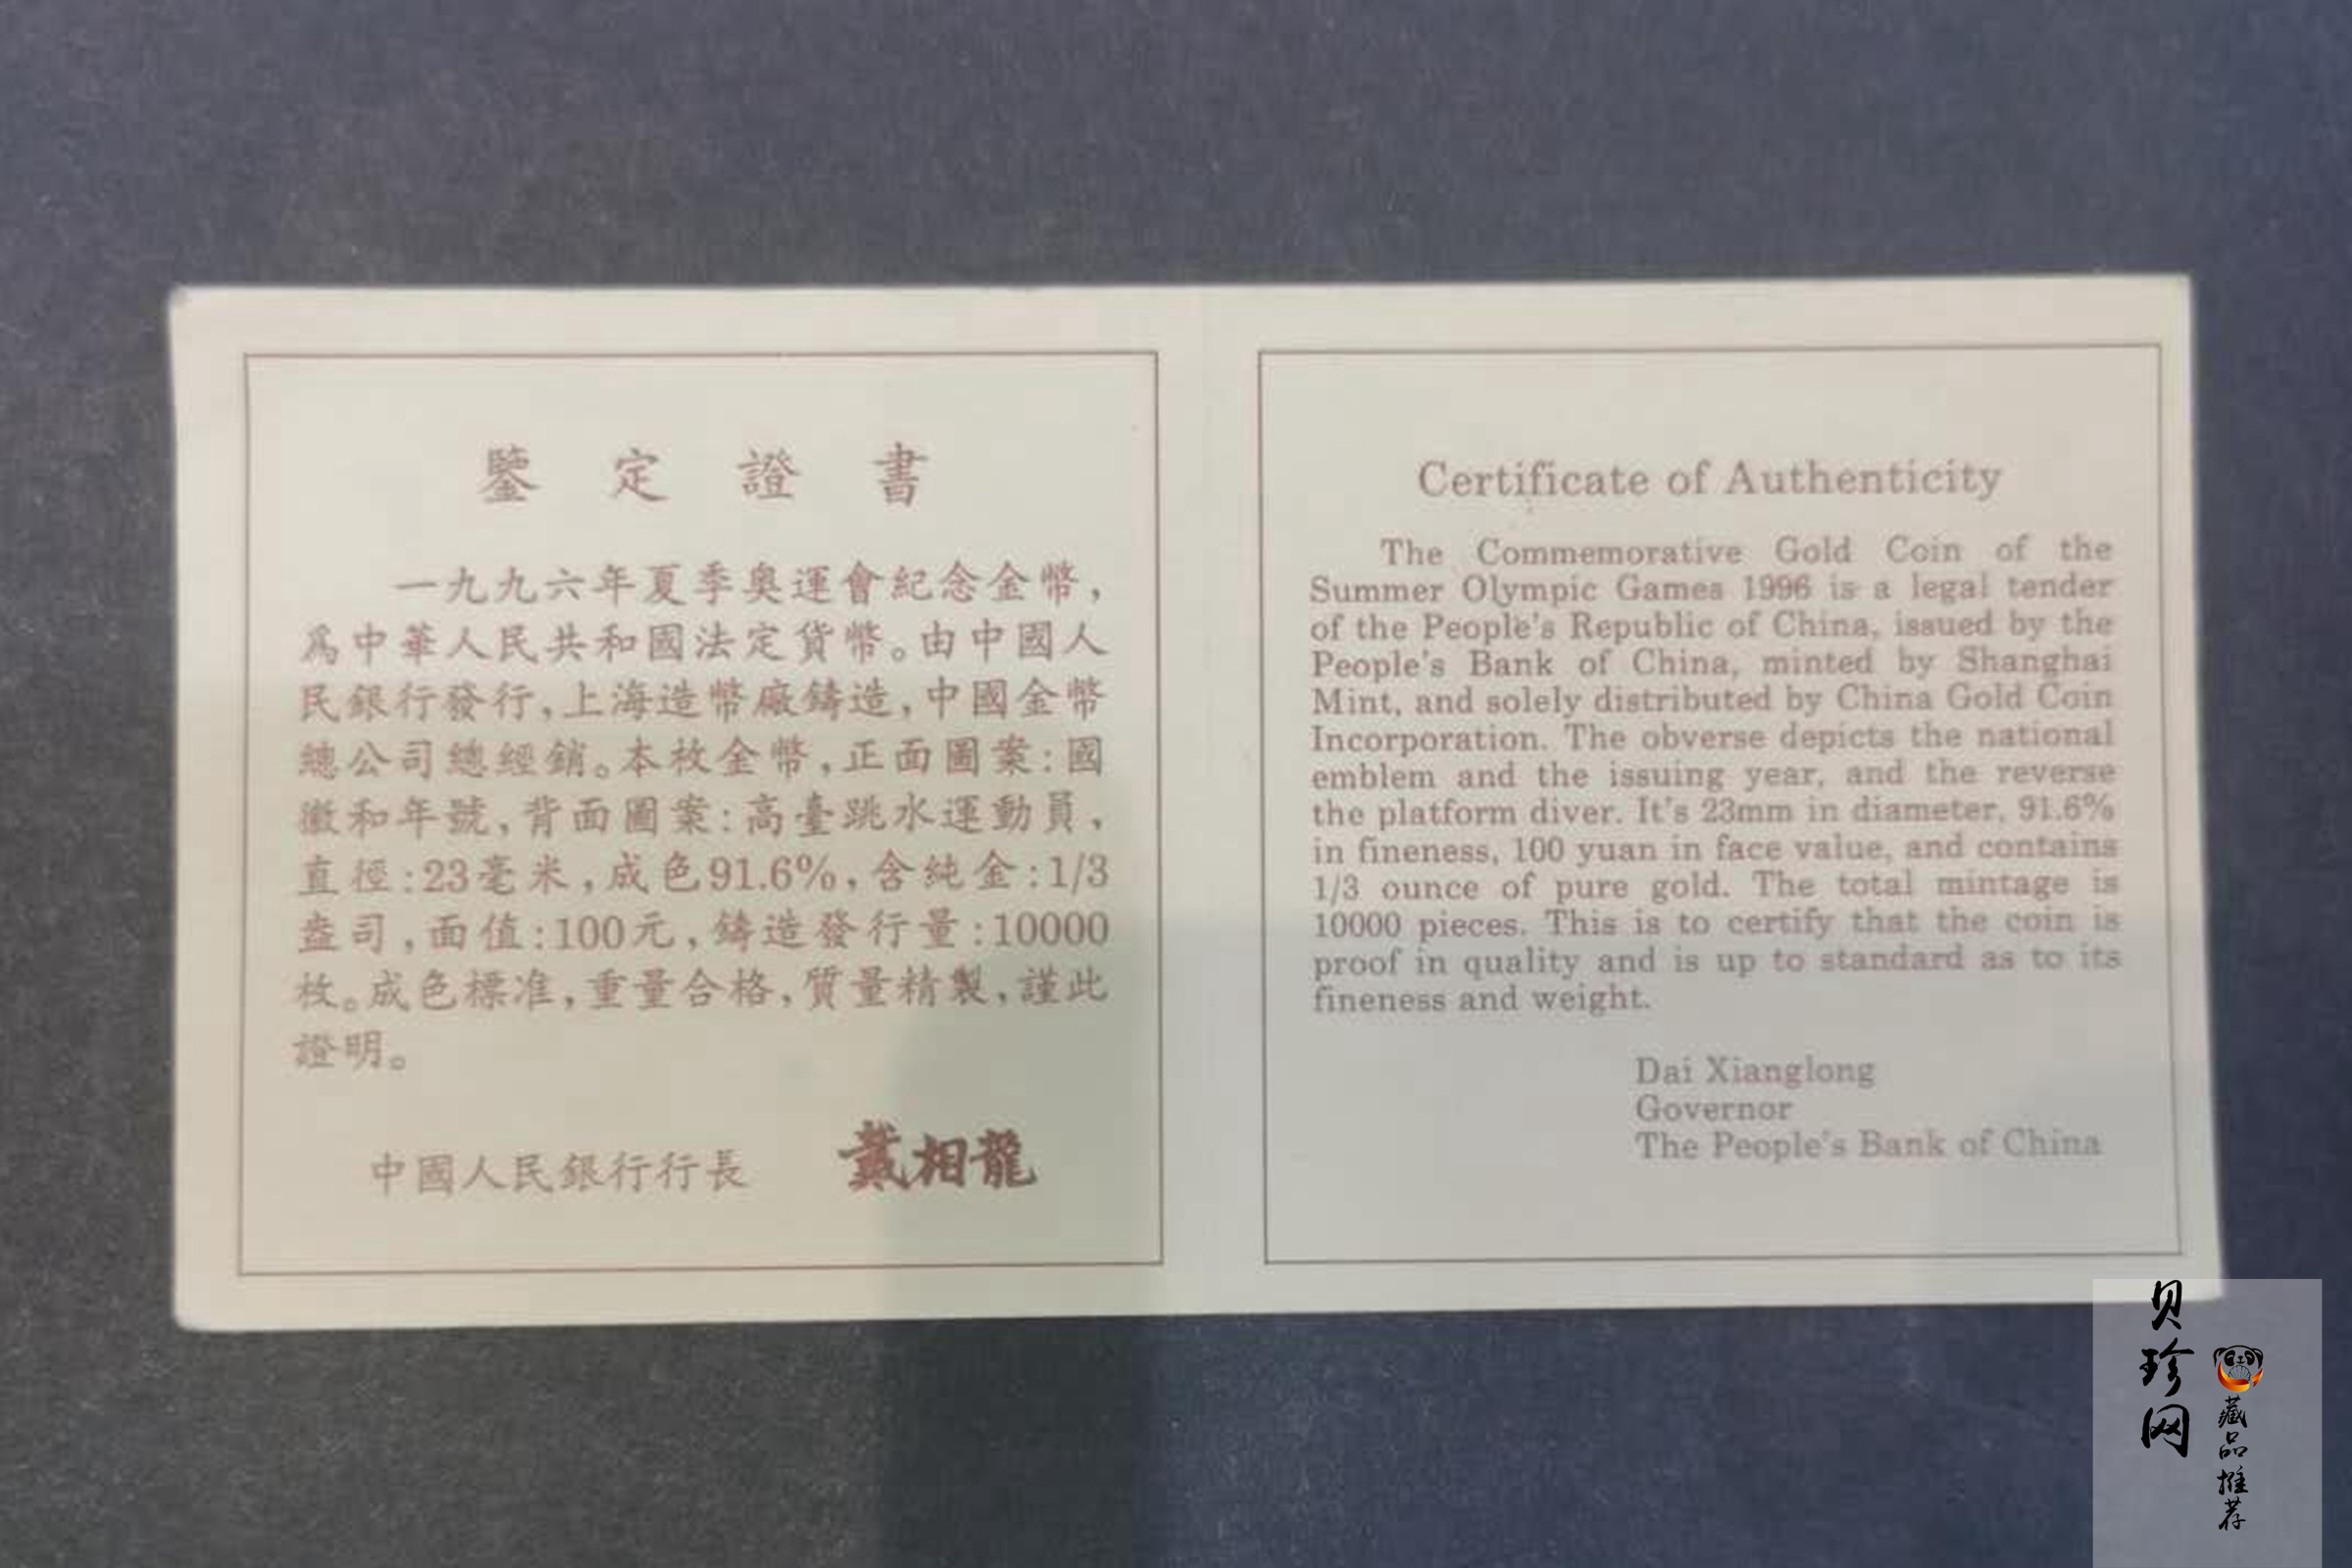 鑒定證書
一九九六年夏季奧運會紀念金幣，
爲中華人民共和國法定貨幣。由中國人
民銀行發行，上海造幣廠鑄造，中國金幣
總公司總經銷。本枚金幣，正面圖案：國
徽和年號，背面圖案：高臺跳水運動員，
直徑：23毫米，成色91.6%，含純金：1/3
盎司，面值：100元，鑄造發行量：10000
枚。成色標准，重量合格，質量精製，謹此
證明。
中國人民銀行行長 戴相龍
Certificate of Authenticity
The Commemorative Gold Coin of the
Summer Olympic Games 1996 is a legal tender
of the People's Republic of China, issued by the
People's Bank of China, minted by Shanghai
Mint, and solely distributed by China Gold Coin
Incorporation. The obverse depicts the national
emblem and the issuing year, and the reverse
the platform diver. It's 23mm in diameter, 91.6%
in fineness, 100 yuan in face value, and contains
1/3 ounce of pure gold. The total mintage is
10000 pieces. This is to certify that the coin is
proof in quality and is up to standard as to its
fineness and weight.
Dai Xianglong
Governor
The People's Bank of China
贝珍网
藏品推荐